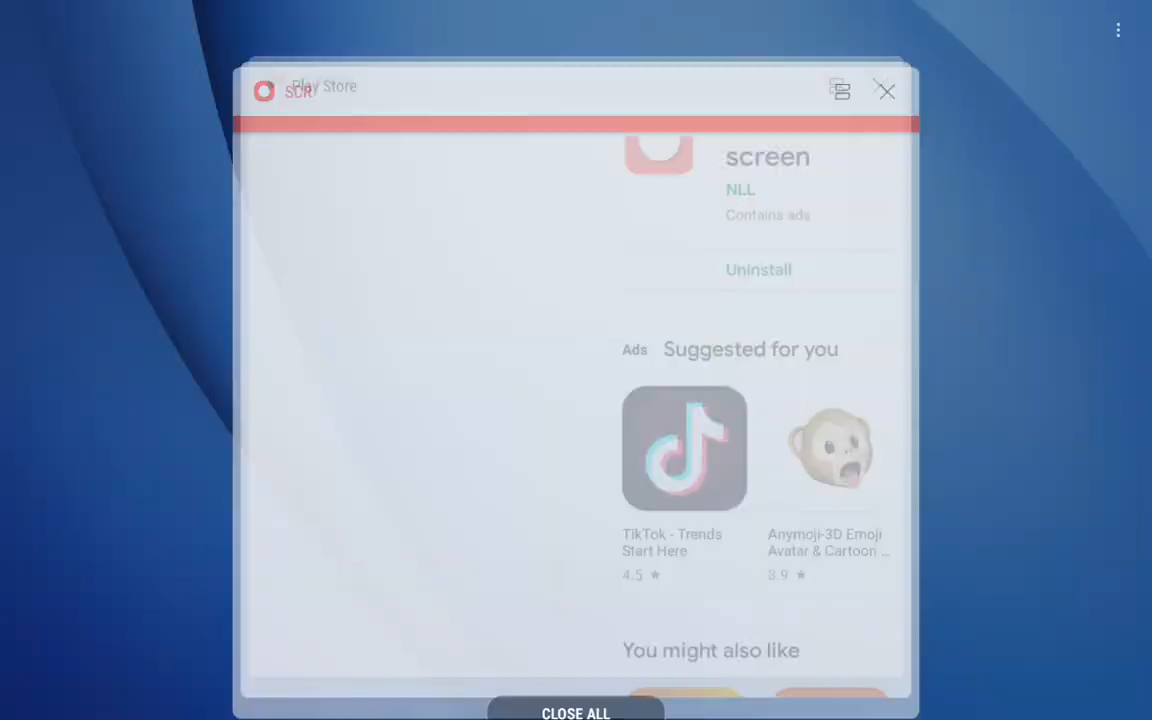 Play Store
SCR
screen
NLL
Contains ads
Uninstall
Ads Suggested for you
TikTok - Trends
Start Here
4.5 ★
Anymoji-3D Emoji
Avatar & Cartoon ...
3.9 ★
You might also like
CLOSE ALL